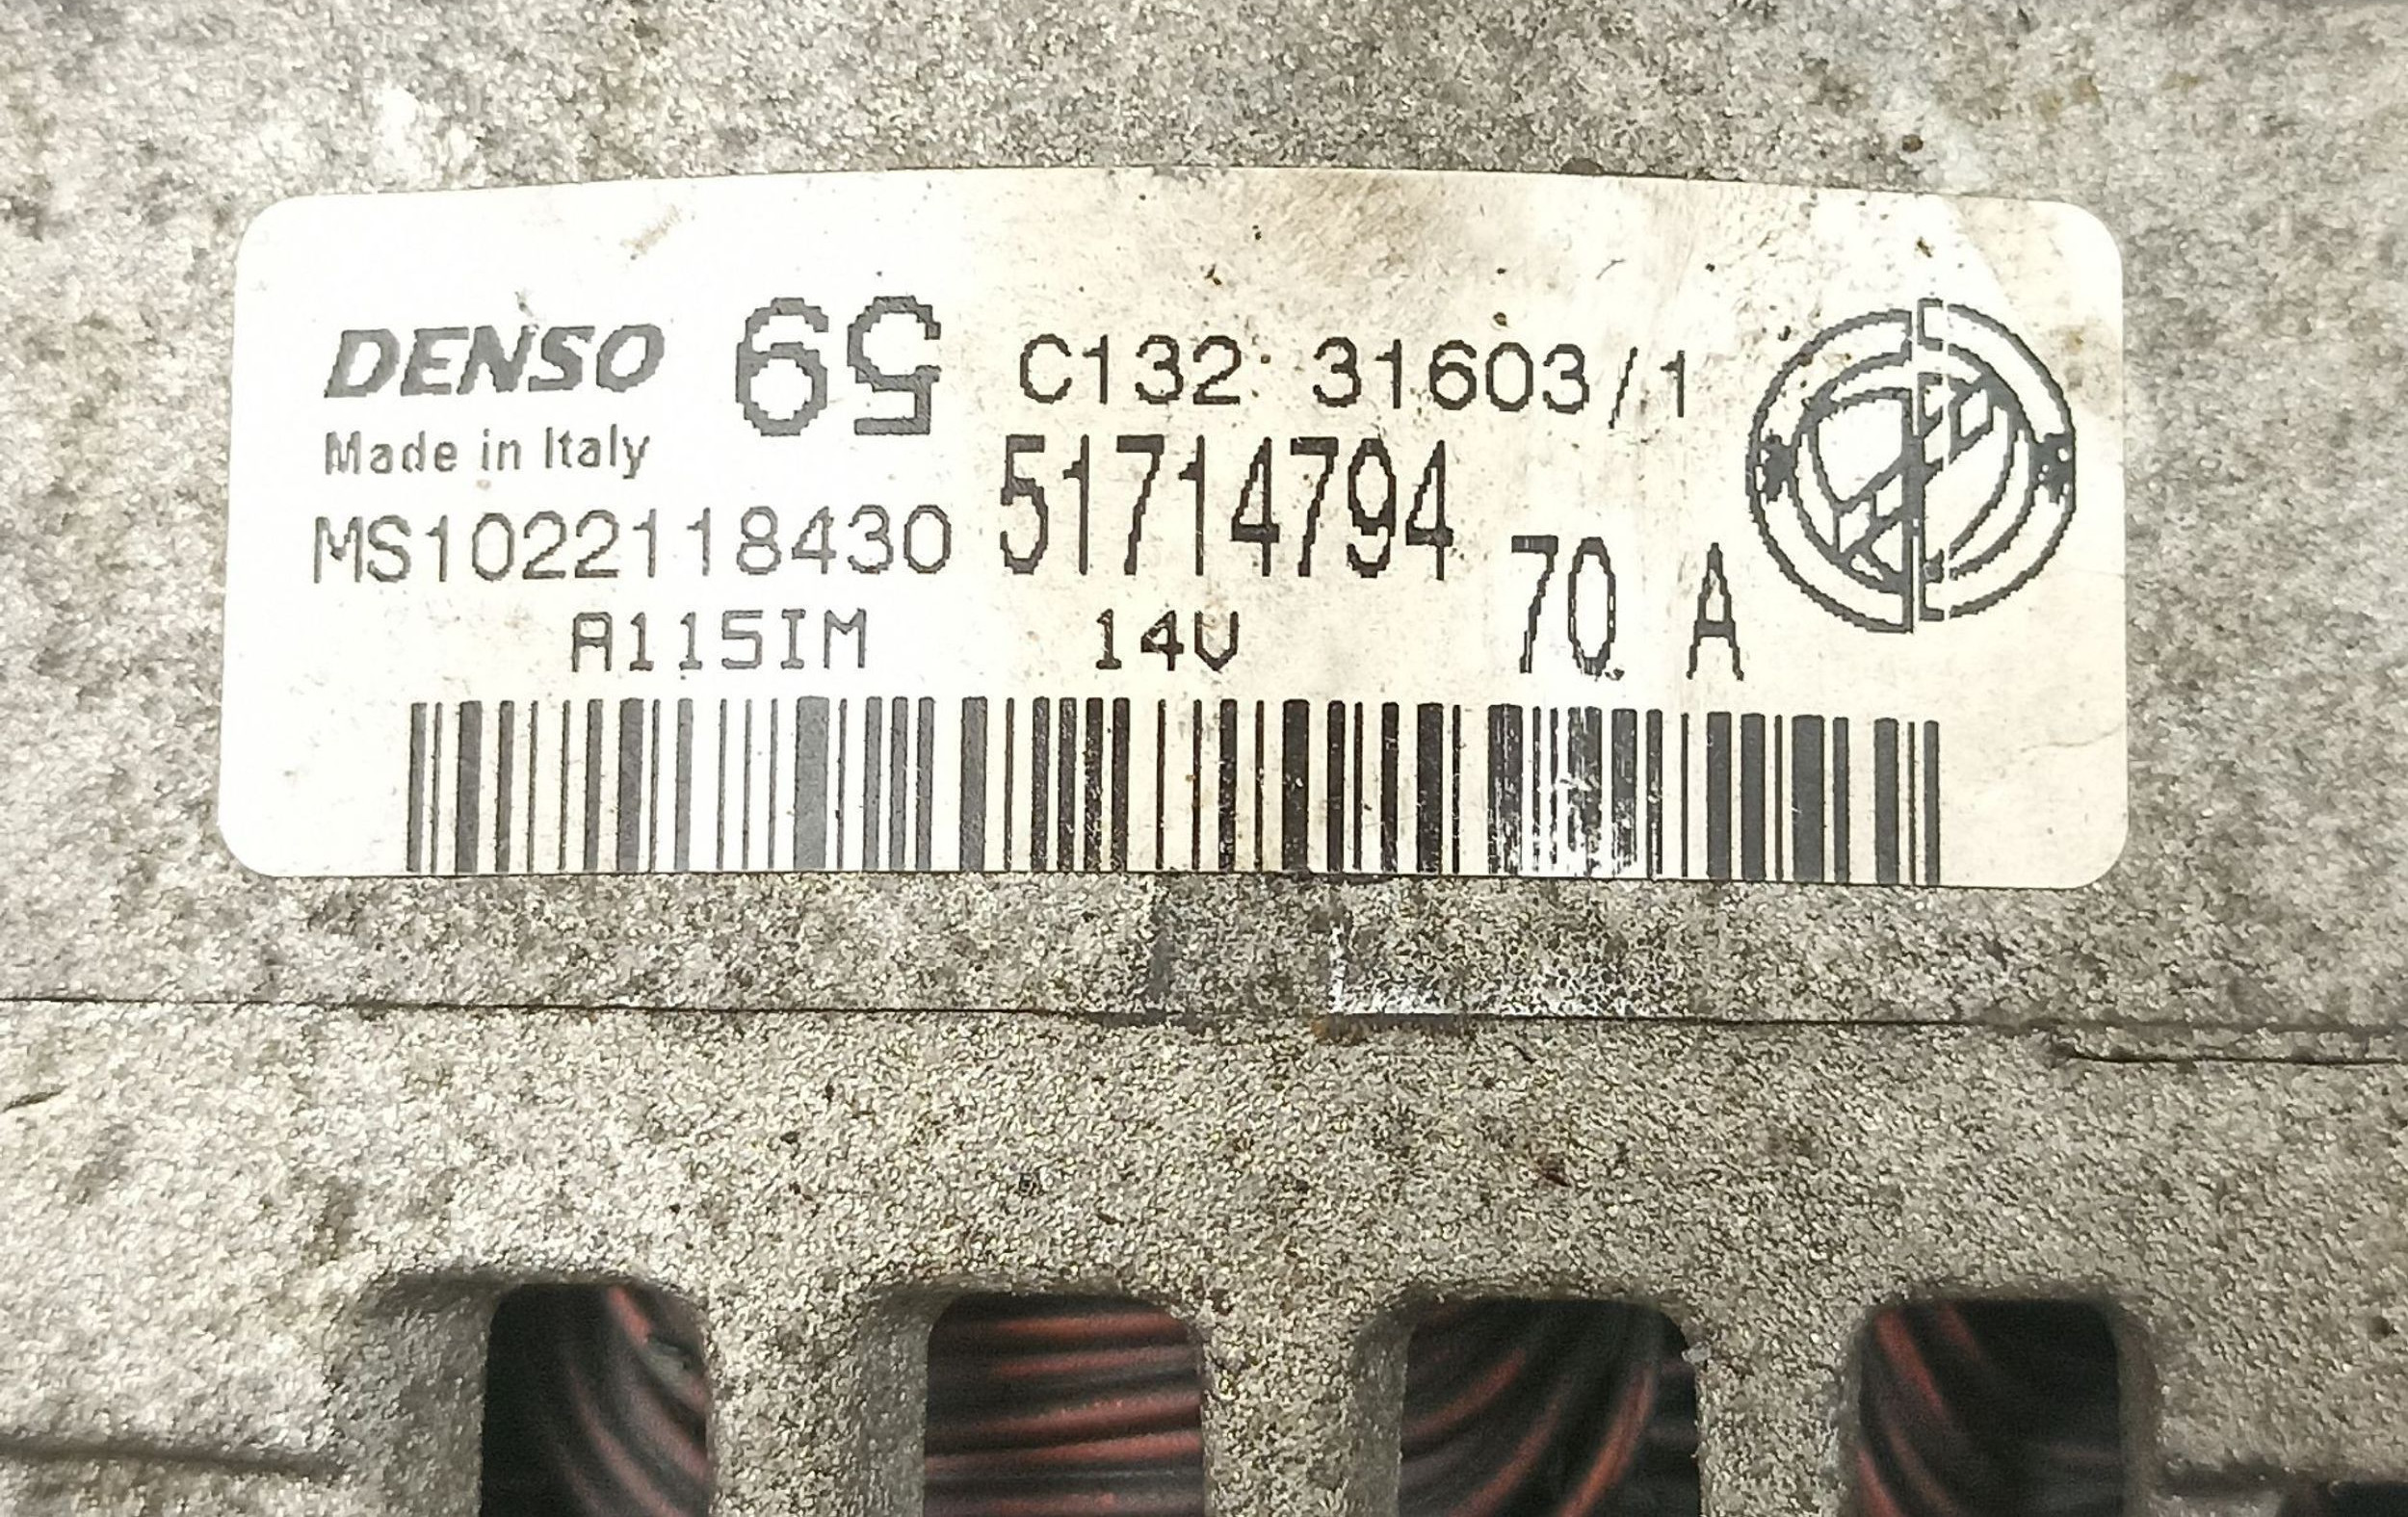 DENSO
Made in Italy
59
C132 31603/1
MS1022118430
51714794
70 A
A115IM
14V